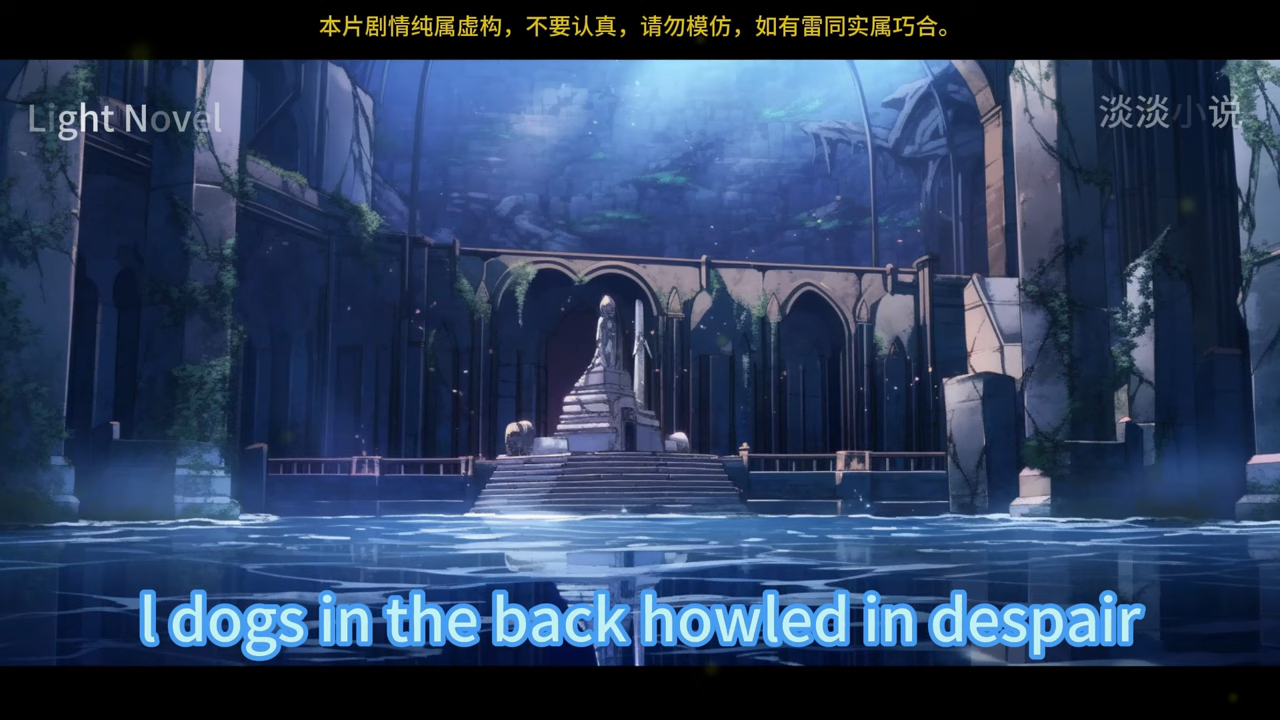 本片剧情纯属虚构，不要认真，请勿模仿，如有雷同实属巧合。
Light Novel
淡淡小说
l dogs in the back howled in despair